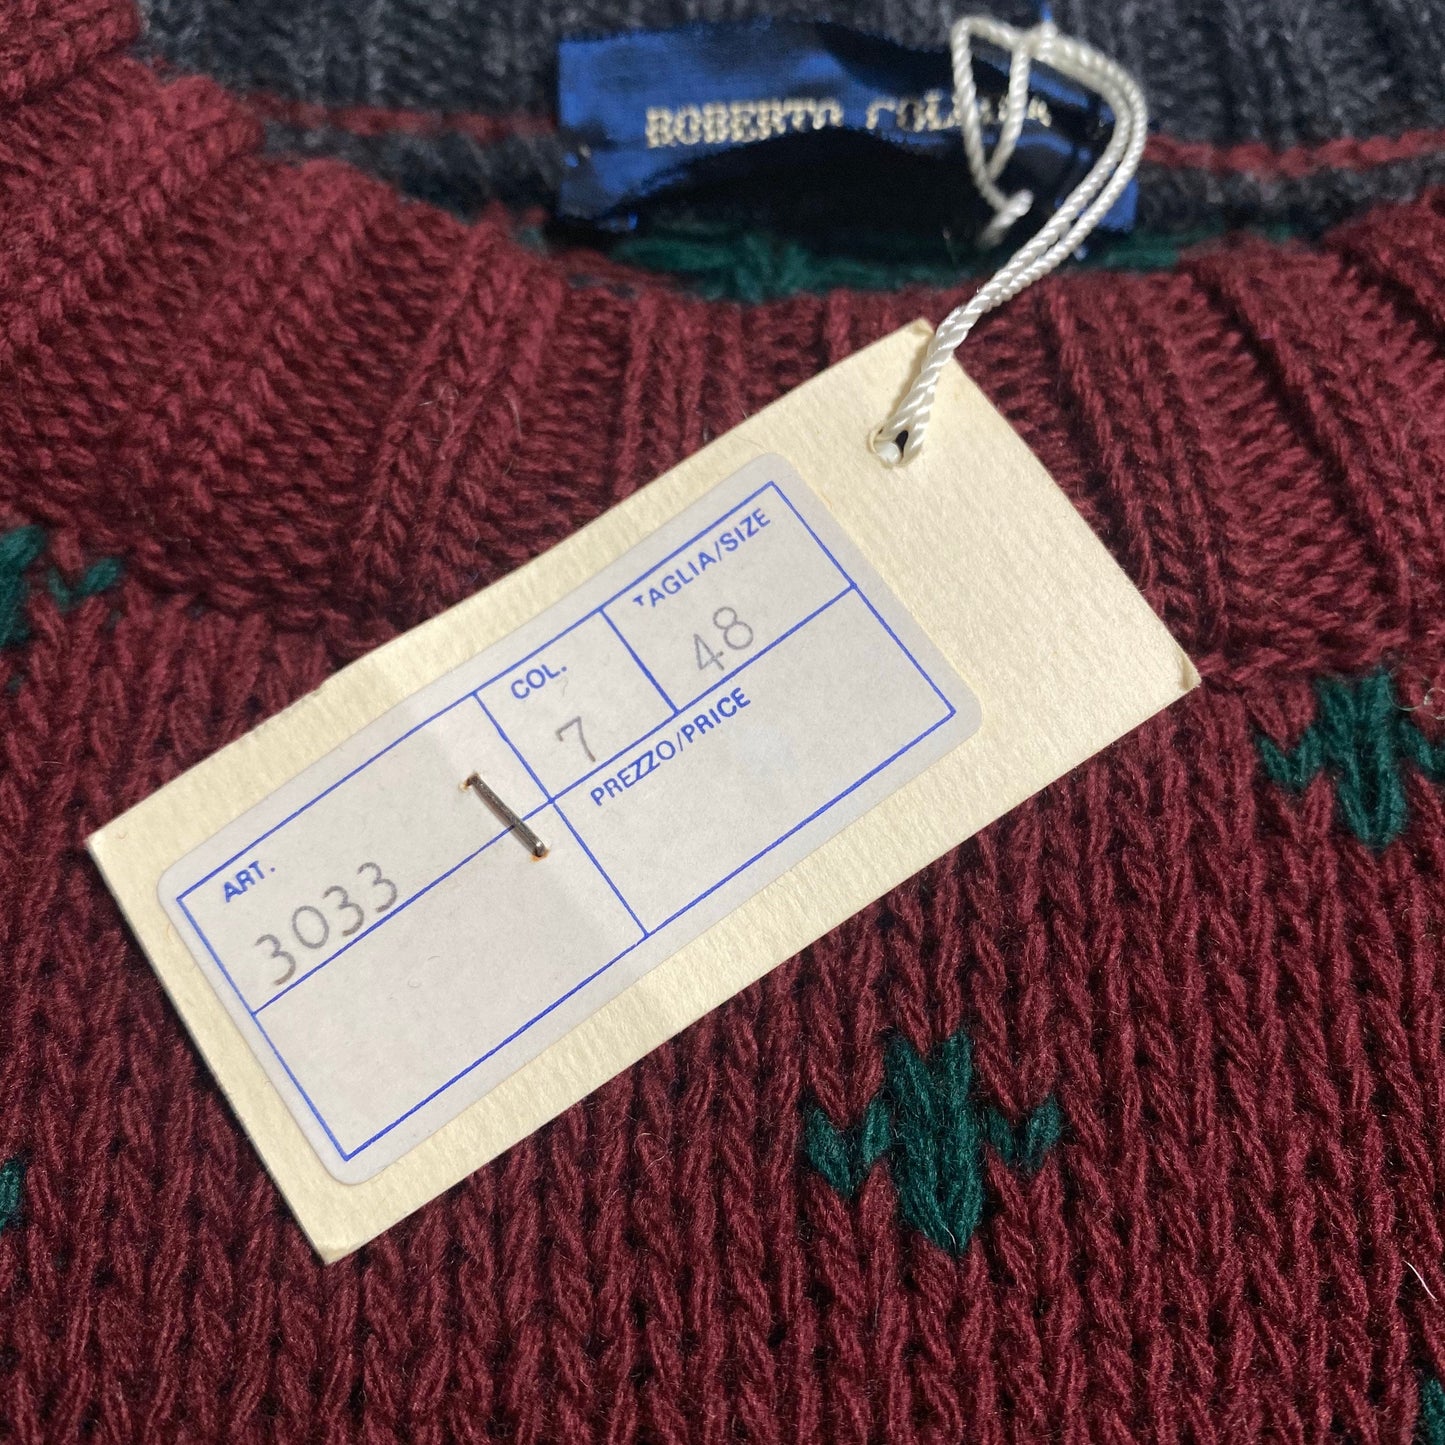 ROBERTO
ART.
3033
COL.
7
TAGLIA/SIZE
48
PREZZO/PRICE